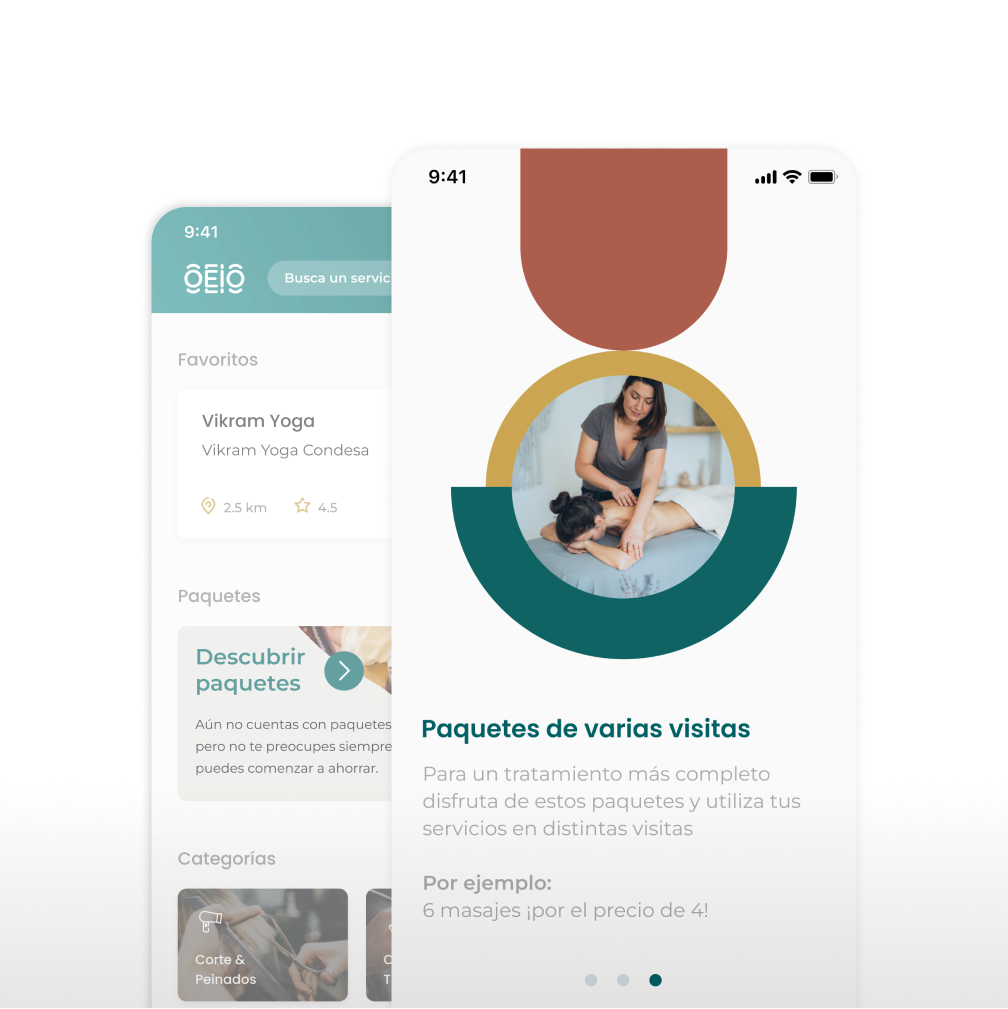 9:41
OEIO
Busca un servic
Favoritos
Vikram Yoga
Vikram Yoga Condesa
2.5 km
4.5
Paquetes
Descubrir
paquetes
Aún no cuentas con paquetes
pero no te preocupes siempre
puedes comenzar a ahorrar.
Categorías
Corte &
Peinados
C
T
9:41
Paquetes de varias visitas
Para un tratamiento más completo
disfruta de estos paquetes y utiliza tus
servicios en distintas visitas
Por ejemplo:
6 masajes ¡por el precio de 4!